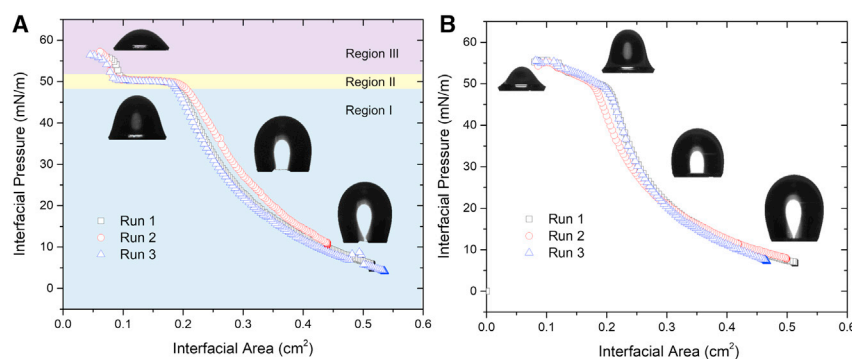 A
Interfacial Pressure (mN/m)
60
50
40
30
20
10
0
Region III
Region II
Region I
Run 1
Run 2
Run 3
0.0 0.1 0.2 0.3 0.4 0.5 0.6
Interfacial Area (cm²)
B
Interfacial Pressure (mN/m)
60
50
40
30
20
10
0
Run 1
Run 2
Run 3
0.0 0.1 0.2 0.3 0.4 0.5 0.6
Interfacial Area (cm²)